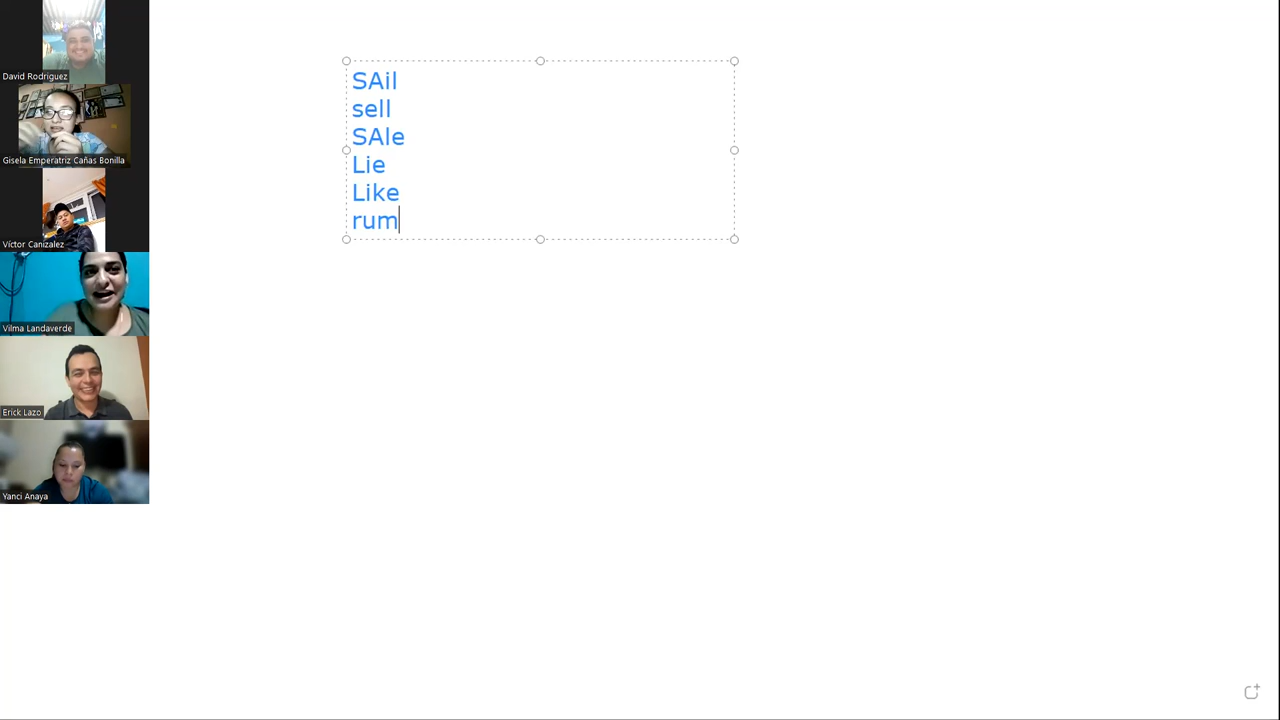 David Rodriguez
Gisela Emperatriz Cañas Bonilla
Víctor Canizalez
Vilma Landaverde
Erick Lazo
Yanci Anaya
SAil
sell
SAle
Lie
Like
rum